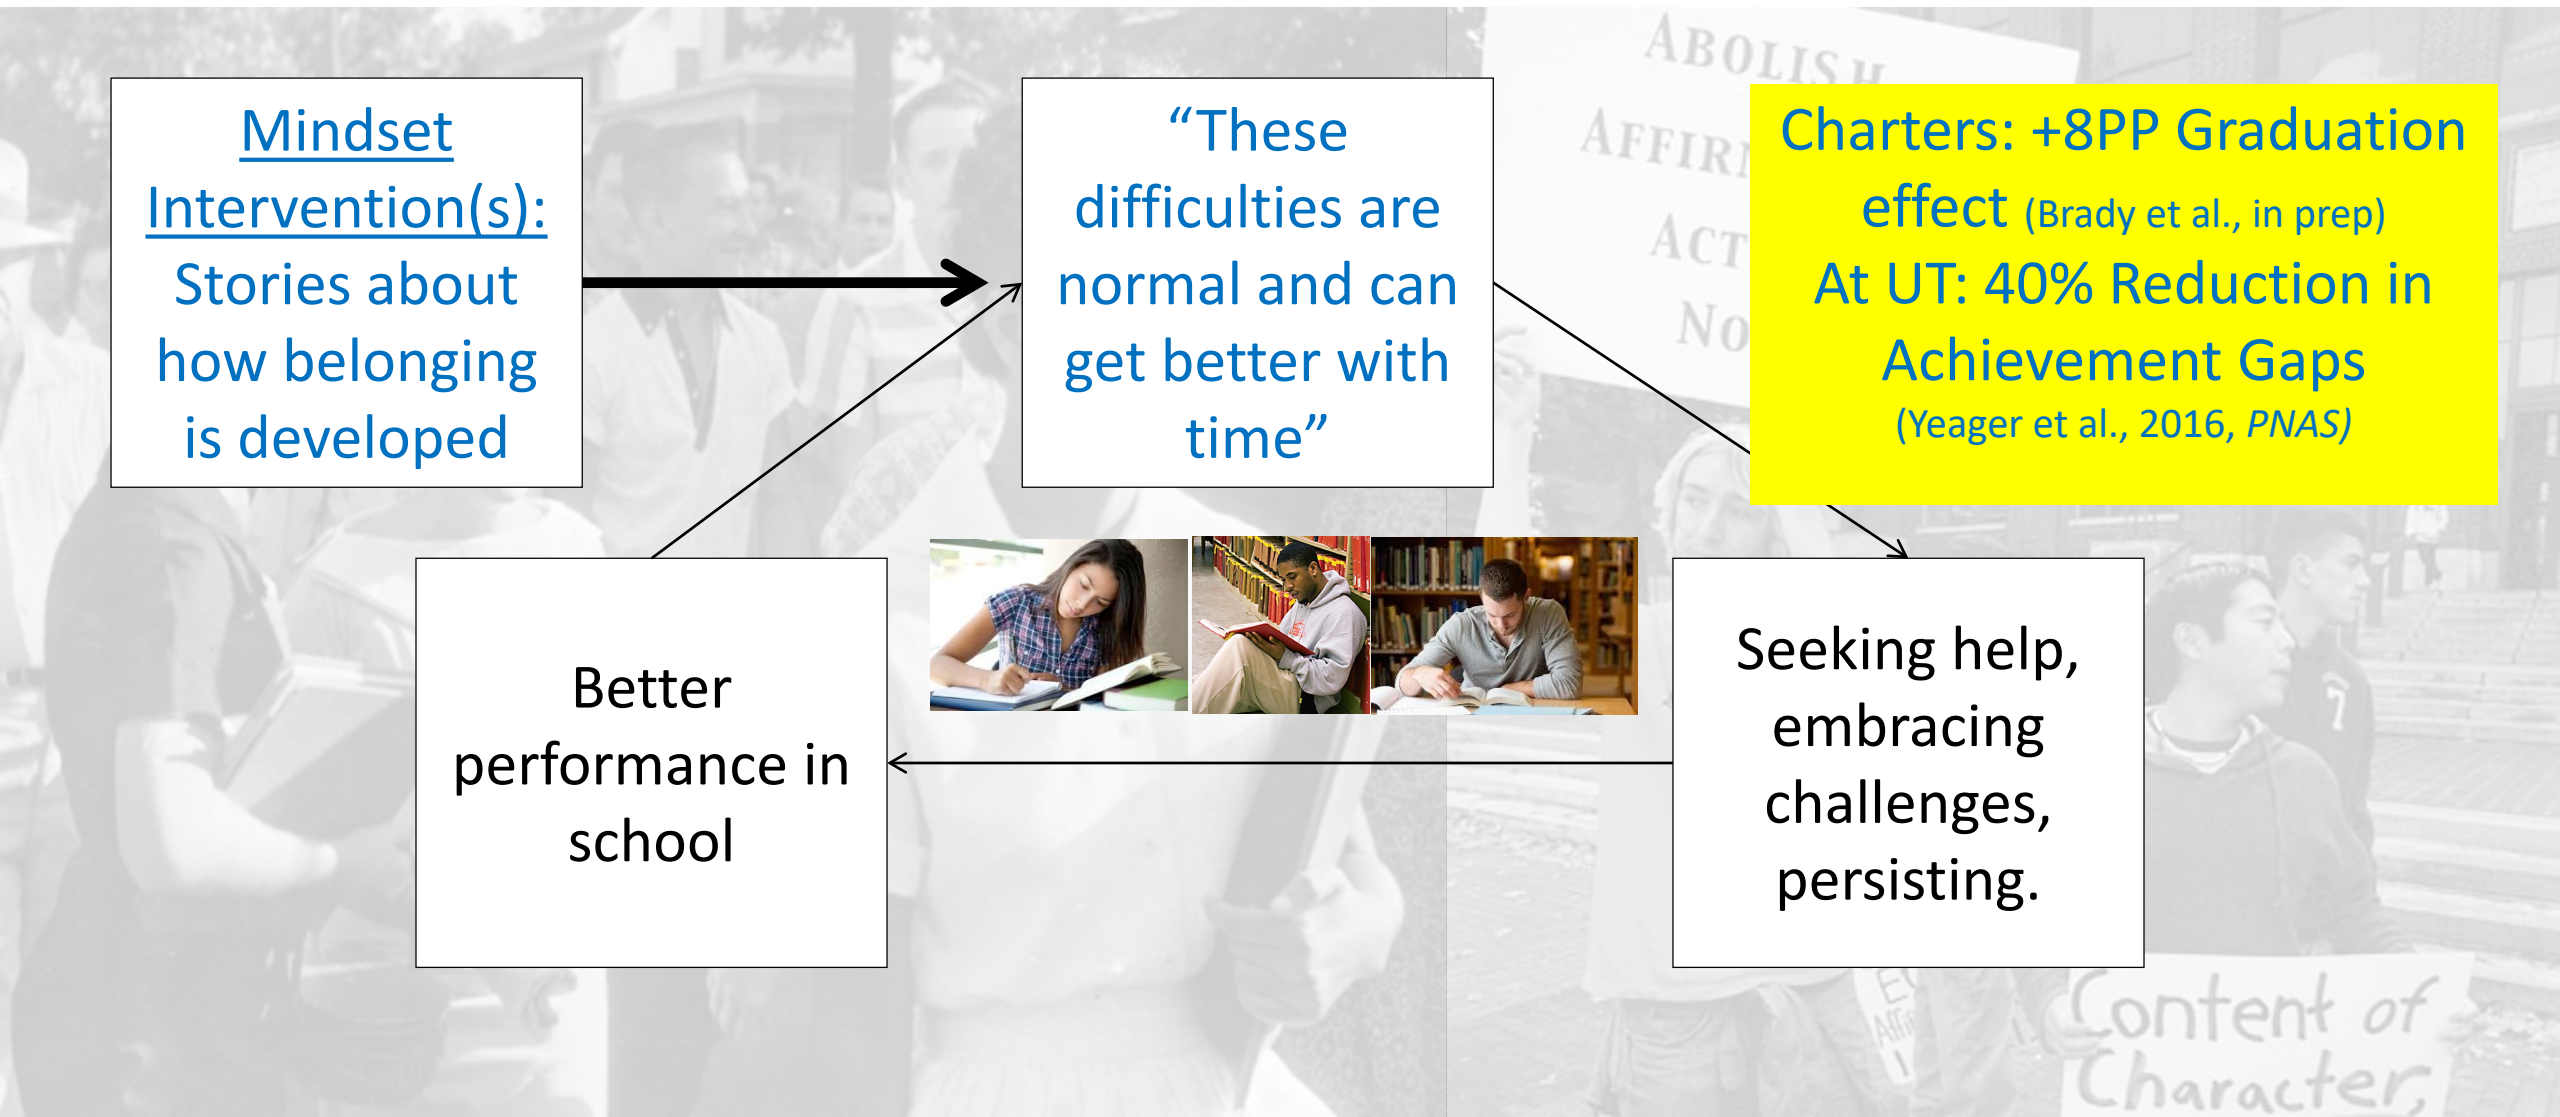 Mindset
Intervention(s):
Stories about
how belonging
is developed
“These
difficulties are
normal and can
get better with
time”
Charters: +8PP Graduation
effect (Brady et al., in prep)
At UT: 40% Reduction in
Achievement Gaps
(Yeager et al., 2016, PNAS)
ABOLISH
Better
performance in
school
Seeking help,
embracing
challenges,
persisting.
7
Content of
Character,